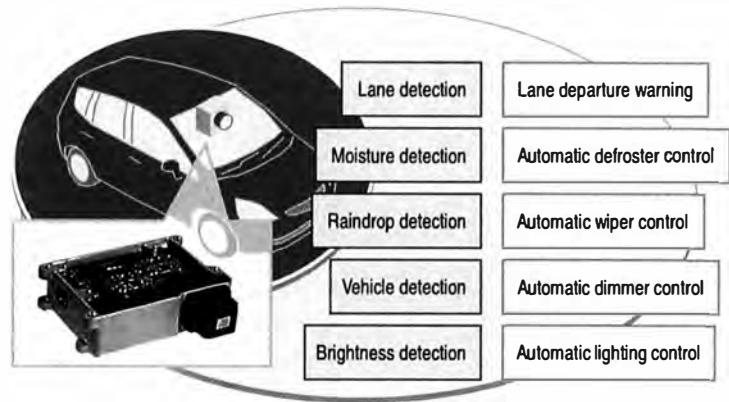 Lane detection Lane departure warning
Moisture detection Automatic defroster control
Raindrop detection Automatic wiper control
Vehicle detection Automatic dimmer control
Brightness detection Automatic lighting control